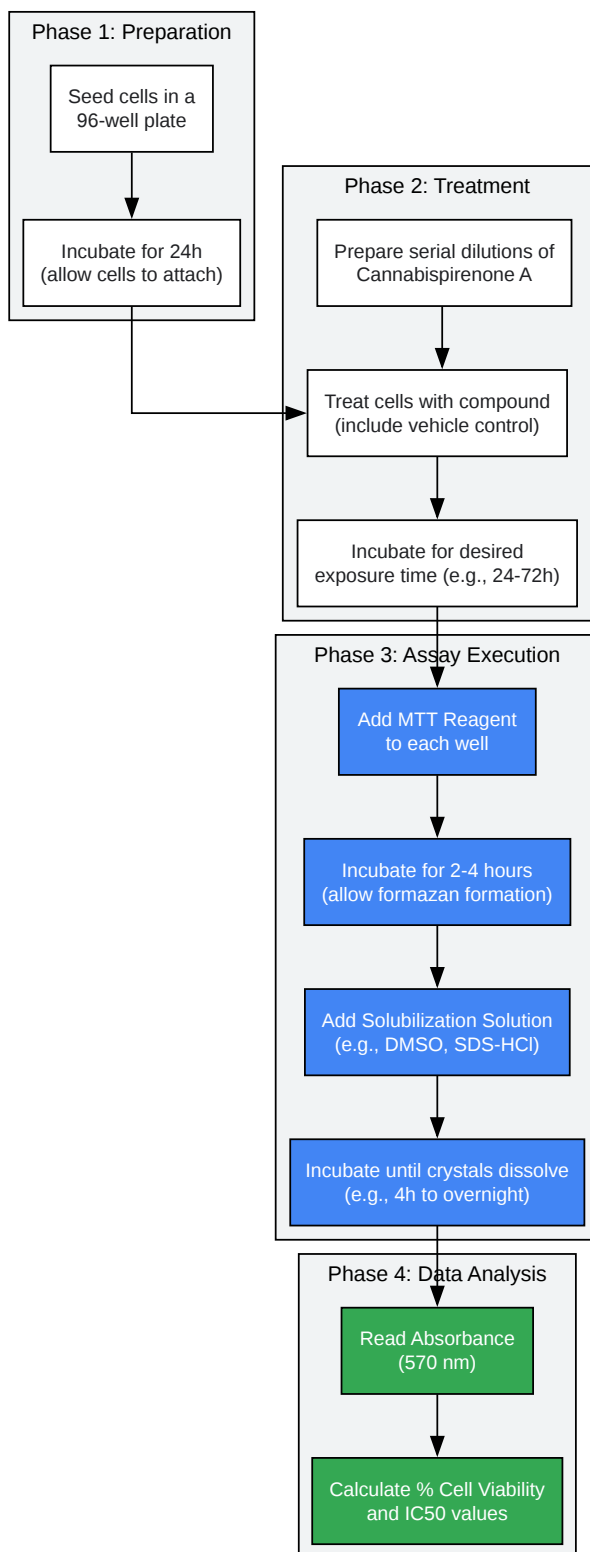 Phase 1: Preparation
Seed cells in a
96-well plate
Incubate for 24h
(allow cells to attach)
Phase 2: Treatment
Prepare serial dilutions of
Cannabispirenone A
Treat cells with compound
(include vehicle control)
Incubate for desired
exposure time (e.g., 24-72h)
Phase 3: Assay Execution
Add MTT Reagent
to each well
Incubate for 2-4 hours
(allow formazan formation)
Add Solubilization Solution
(e.g., DMSO, SDS-HCl)
Incubate until crystals dissolve
(e.g., 4h to overnight)
Phase 4: Data Analysis
Read Absorbance
(570 nm)
Calculate % Cell Viability
and IC50 values